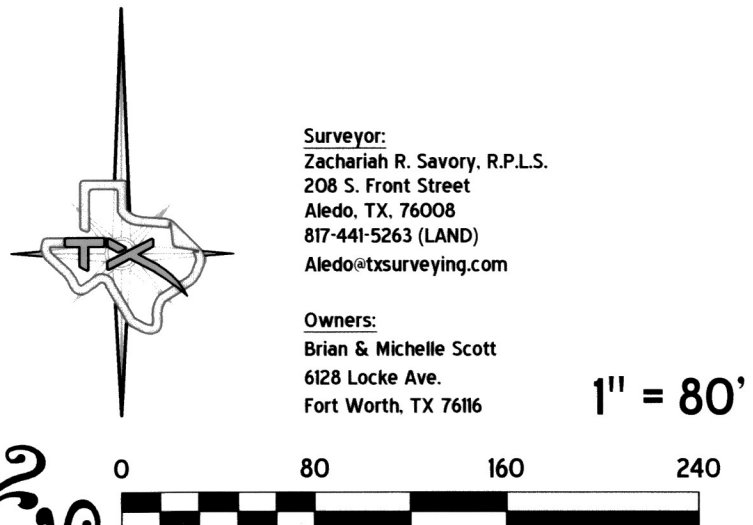 TX
Surveyor:
Zachariah R. Savory, R.P.L.S.
208 S. Front Street
Aledo, TX, 76008
817-441-5263 (LAND)
Aledo@txsurveying.com
Owners:
Brian & Michelle Scott
6128 Locke Ave.
Fort Worth, TX 76116
1" = 80'
0 80 160 240